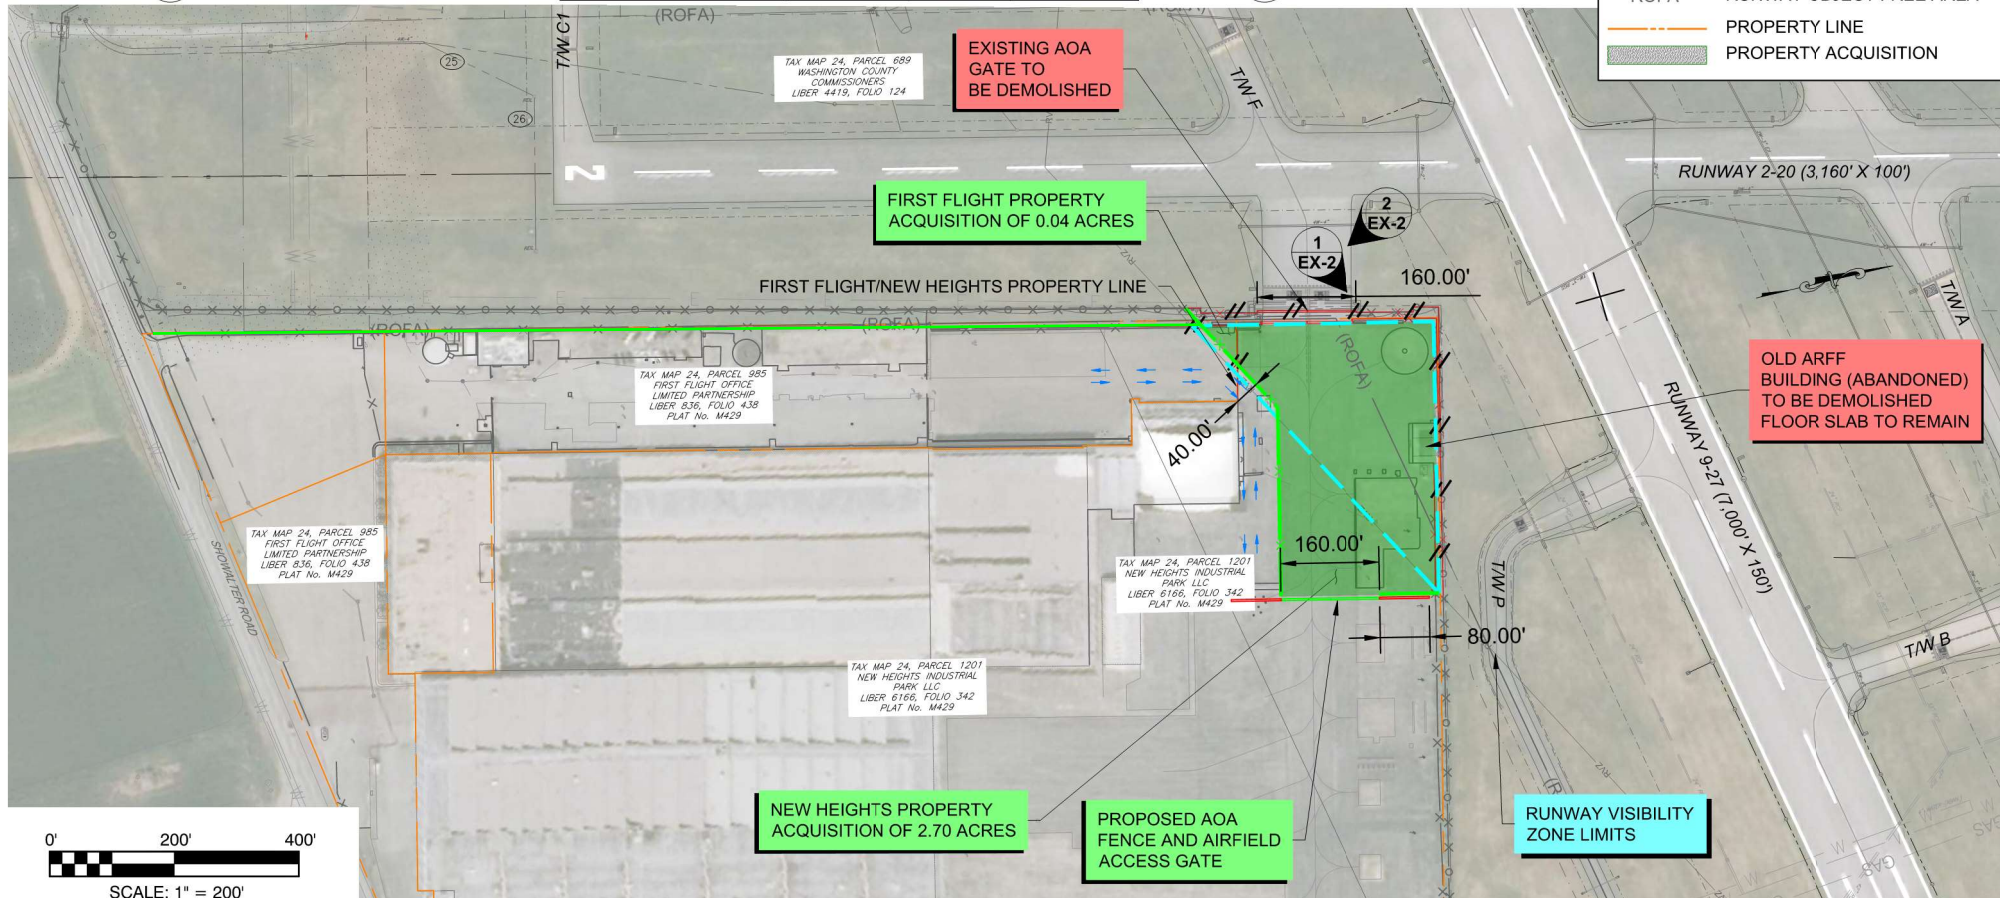 (ROFA)
PROPERTY LINE
PROPERTY ACQUISITION
T/W C1
25
26
TAX MAP 24, PARCEL 689
WASHINGTON COUNTY
COMMISSIONERS
LIBER 4419, FOLIO 124
EXISTING AOA
GATE TO
BE DEMOLISHED
T/W F
2
RUNWAY 2-20 (3,160' X 100')
FIRST FLIGHT PROPERTY
ACQUISITION OF 0.04 ACRES
2
EX-2
1
EX-2
RVZ
160.00'
FIRST FLIGHT/NEW HEIGHTS PROPERTY LINE
T/W A
(ROFA)
(ROFA)
(ROFA)
TAX MAP 24, PARCEL 985
FIRST FLIGHT OFFICE
LIMITED PARTNERSHIP
LIBER 836, FOLIO 438
PLAT No. M429
OLD ARFF
BUILDING (ABANDONED)
TO BE DEMOLISHED
FLOOR SLAB TO REMAIN
RUNWAY 9-27 (7,000' X 150')
40.00'
TAX MAP 24, PARCEL 985
FIRST FLIGHT OFFICE
LIMITED PARTNERSHIP
LIBER 836, FOLIO 438
PLAT No. M429
SHOWALTER ROAD
160.00'
TAX MAP 24, PARCEL 1201
NEW HEIGHTS INDUSTRIAL
PARK LLC
LIBER 6166, FOLIO 342
PLAT No. M429
T/W P
80.00'
T/W B
TAX MAP 24, PARCEL 1201
NEW HEIGHTS INDUSTRIAL
PARK LLC
LIBER 6166, FOLIO 342
PLAT No. M429
RVZ
NEW HEIGHTS PROPERTY
ACQUISITION OF 2.70 ACRES
PROPOSED AOA
FENCE AND AIRFIELD
ACCESS GATE
RUNWAY VISIBILITY
ZONE LIMITS
GAS
0' 200' 400'
SCALE: 1" = 200'